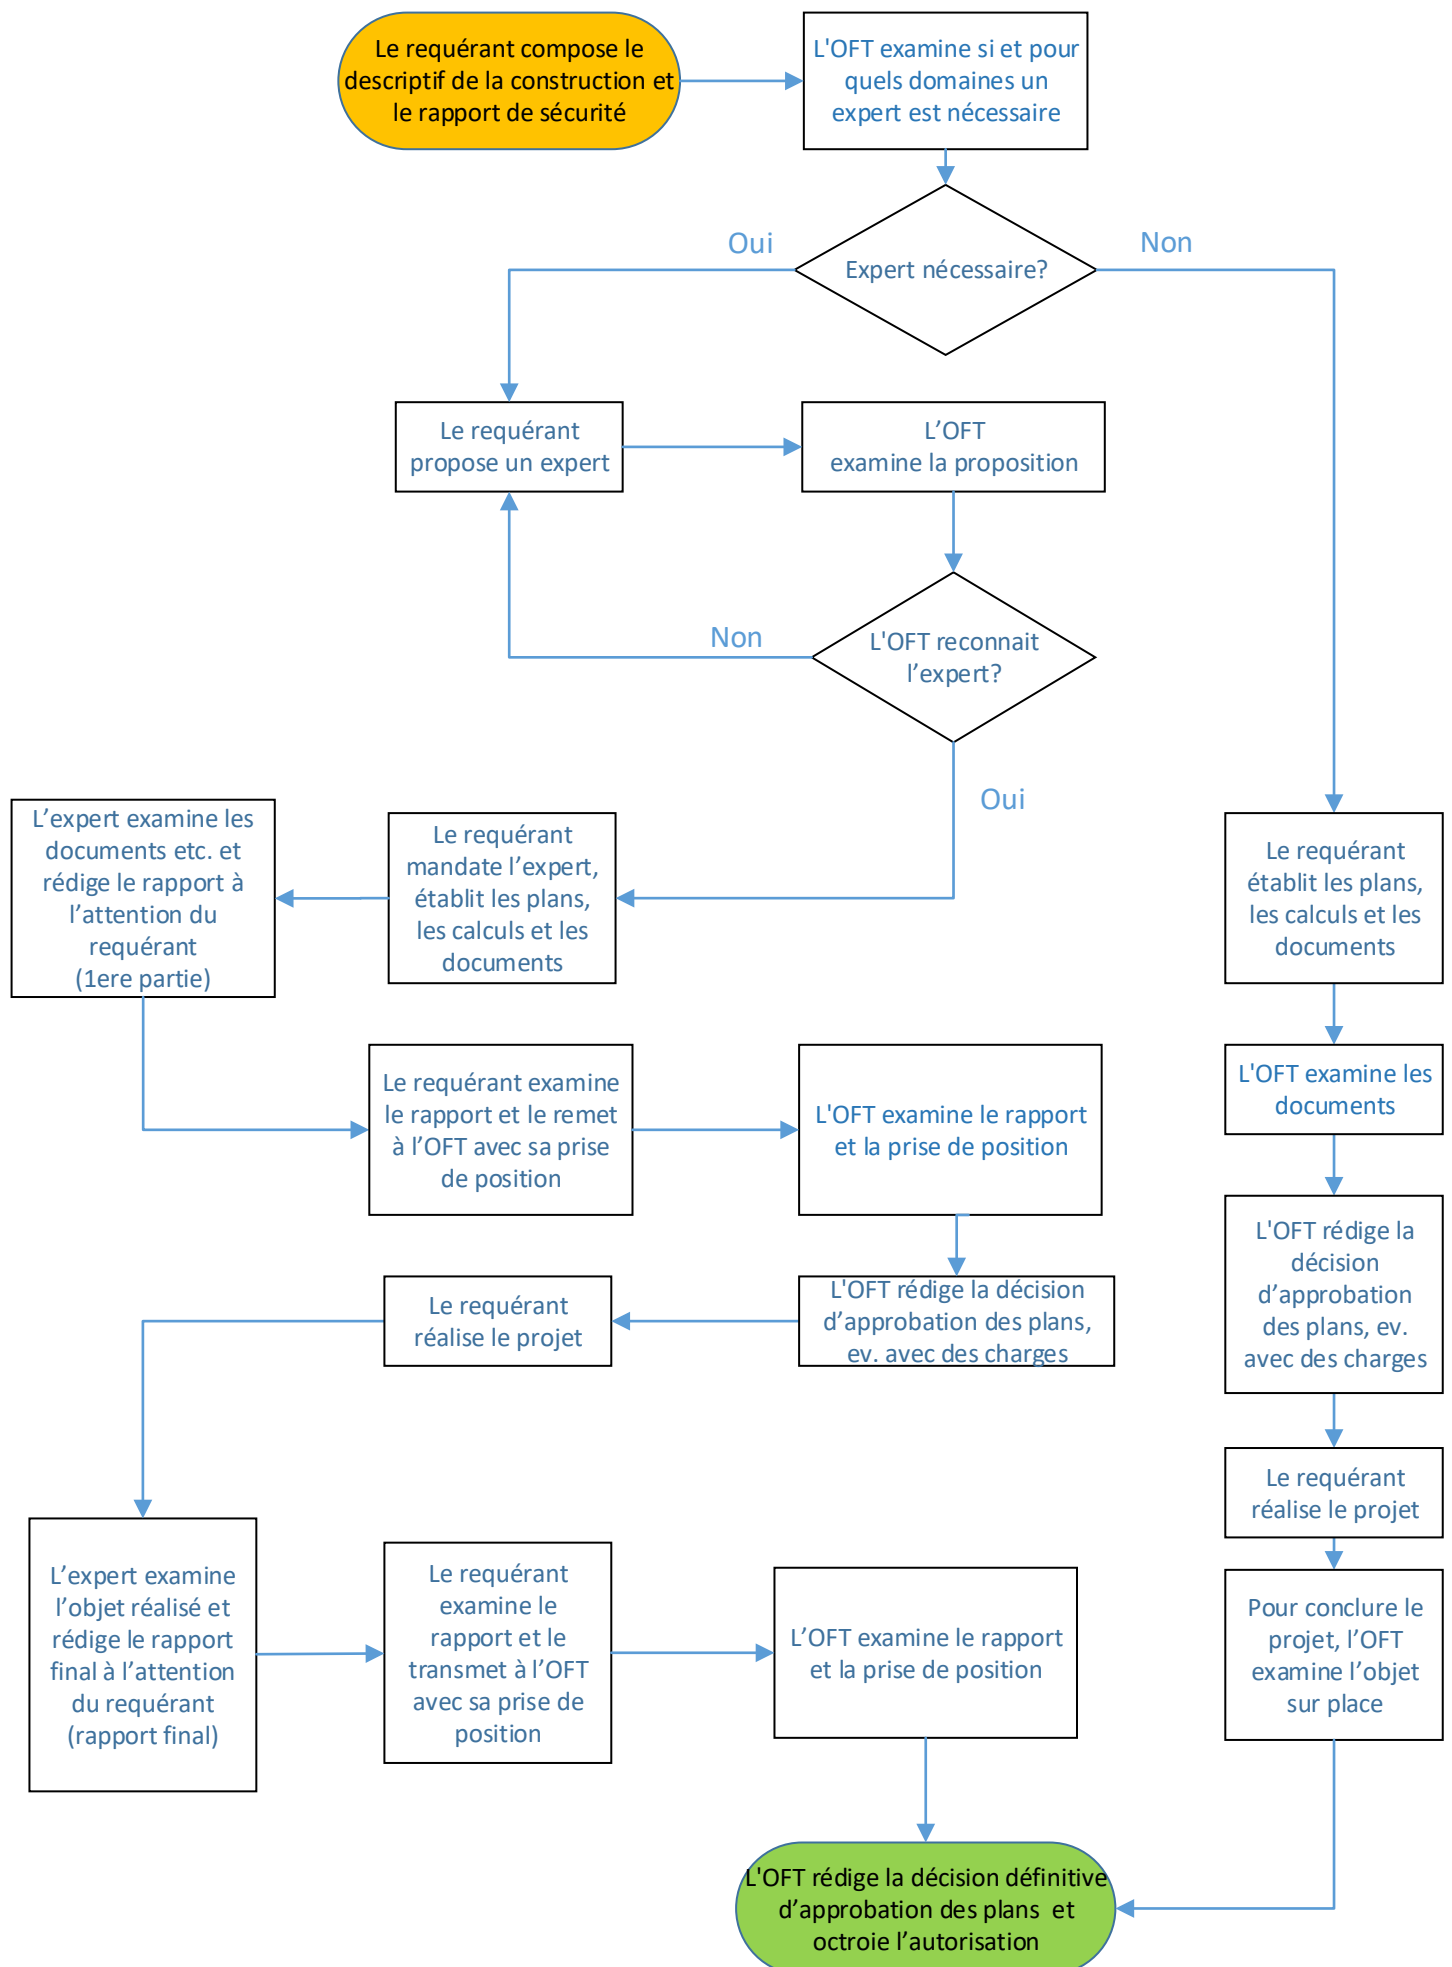 Le requérant compose le
descriptif de la construction et
le rapport de sécurité
L'OFT examine si et pour
quels domaines un
expert est nécessaire
Oui
Non
Expert nécessaire?
Le requérant
propose un expert
L’OFT
examine la proposition
Non
L'OFT reconnait
l’expert?
Oui
L’expert examine les
documents etc. et
rédige le rapport à
l’attention du
requérant
(1ere partie)
Le requérant
mandate l’expert,
établit les plans,
les calculs et les
documents
Le requérant
établit les plans,
les calculs et les
documents
Le requérant examine
le rapport et le remet
à l’OFT avec sa prise
de position
L'OFT examine le rapport
et la prise de position
L'OFT examine les
documents
Le requérant
réalise le projet
L'OFT rédige la décision
d’approbation des plans,
ev. avec des charges
L'OFT rédige la
décision
d’approbation
des plans, ev.
avec des charges
Le requérant
réalise le projet
L’expert examine
l’objet réalisé et
rédige le rapport
final à l’attention
du requérant
(rapport final)
Le requérant
examine le
rapport et le
transmet à l’OFT
avec sa prise de
position
L’OFT examine le rapport
et la prise de position
Pour conclure le
projet, l’OFT
examine l’objet
sur place
L'OFT rédige la décision définitive
d’approbation des plans  et
octroie l’autorisation